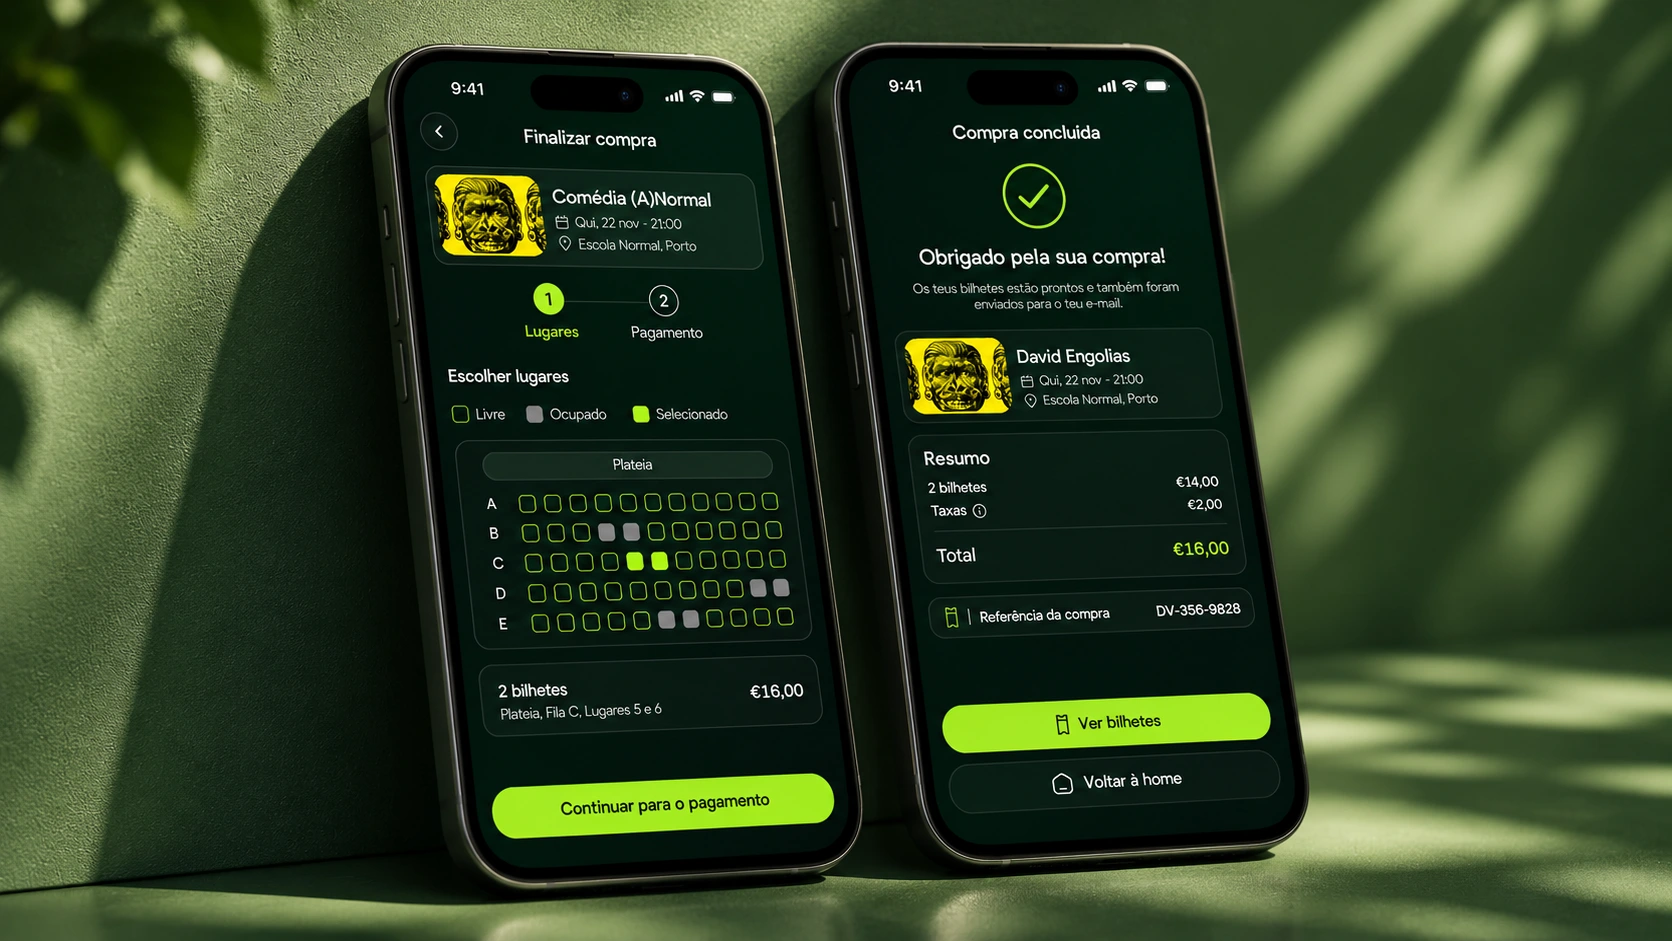 9:41
Finalizar compra
Comédia (A)Normal
Qui, 22 nov - 21:00
Escola Normal, Porto
1
2
Lugares
Pagamento
Escolher lugares
Livre
Ocupado
Selecionado
Plateia
A
B
C
D
E
2 bilhetes
€16,00
Plateia, Fila C, Lugares 5 e 6
Continuar para o pagamento
9:41
Compra concluída
Obrigado pela sua compra!
Os teus bilhetes estão prontos e também foram
enviados para o teu e-mail.
David Engolias
Qui, 22 nov - 21:00
Escola Normal, Porto
Resumo
2 bilhetes €14,00
Taxas €2,00
Total €16,00
Referência da compra DV-356-9828
Ver bilhetes
Voltar à home